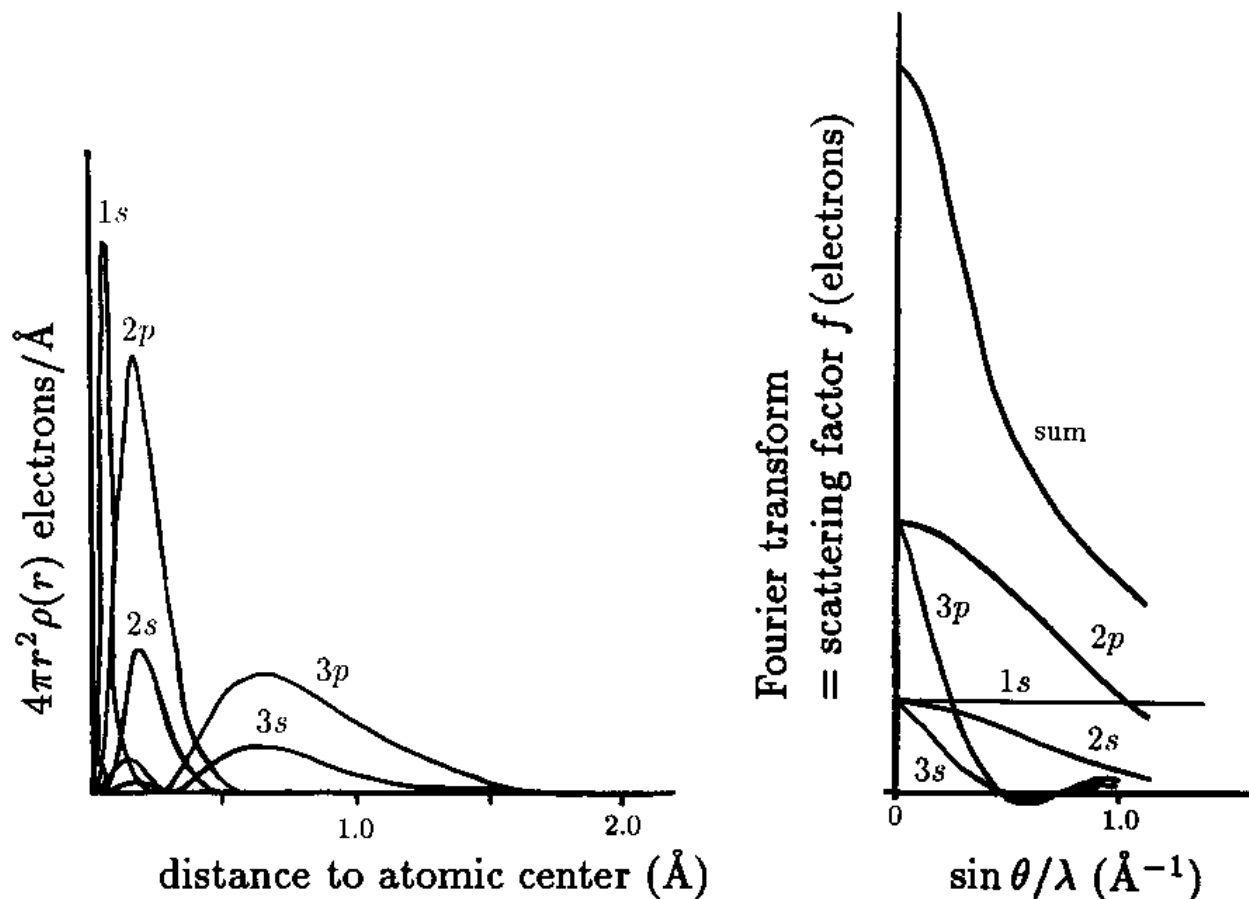 4πr²ρ(r) electrons/Å
1s
2p
2s
3p
3s
1.0
2.0
distance to atomic center (Å)
Fourier transform
= scattering factor f (electrons)
sum
3p
2p
1s
2s
3s
0
1.0
sin θ/λ (Å⁻¹)